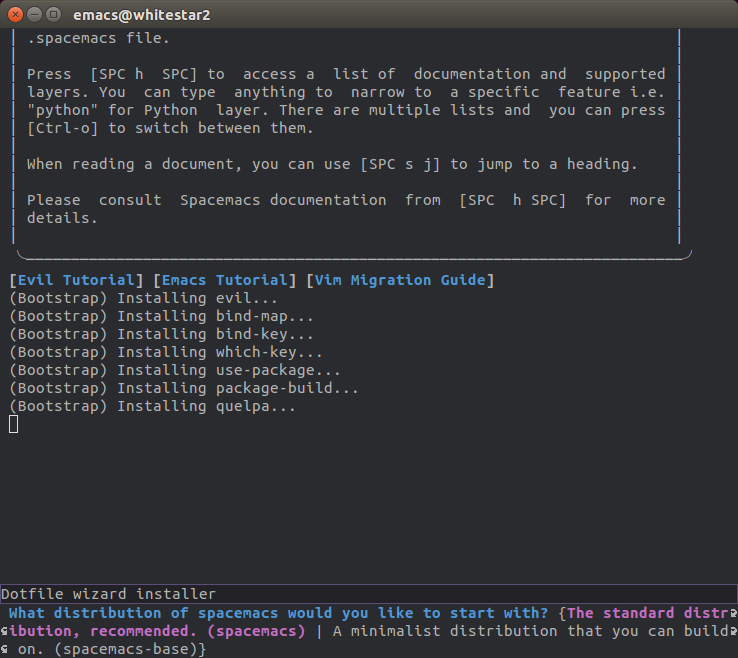 emacs@whitestar2
.spacemacs file.
Press  [SPC h  SPC] to  access a  list of  documentation and  supported
layers. You  can type  anything to  narrow to  a specific  feature i.e.
"python" for Python  layer. There are multiple lists and  you can press
[Ctrl-o] to switch between them.
When reading a document, you can use [SPC s j] to jump to a heading.
Please  consult  Spacemacs documentation  from  [SPC  h SPC]  for  more
details.
[Evil Tutorial] [Emacs Tutorial] [Vim Migration Guide]
(Bootstrap) Installing evil...
(Bootstrap) Installing bind-map...
(Bootstrap) Installing bind-key...
(Bootstrap) Installing which-key...
(Bootstrap) Installing use-package...
(Bootstrap) Installing package-build...
(Bootstrap) Installing quelpa...
Dotfile wizard installer
What distribution of spacemacs would you like to start with? {The standard distr
ibution, recommended. (spacemacs) | A minimalist distribution that you can build
on. (spacemacs-base)}